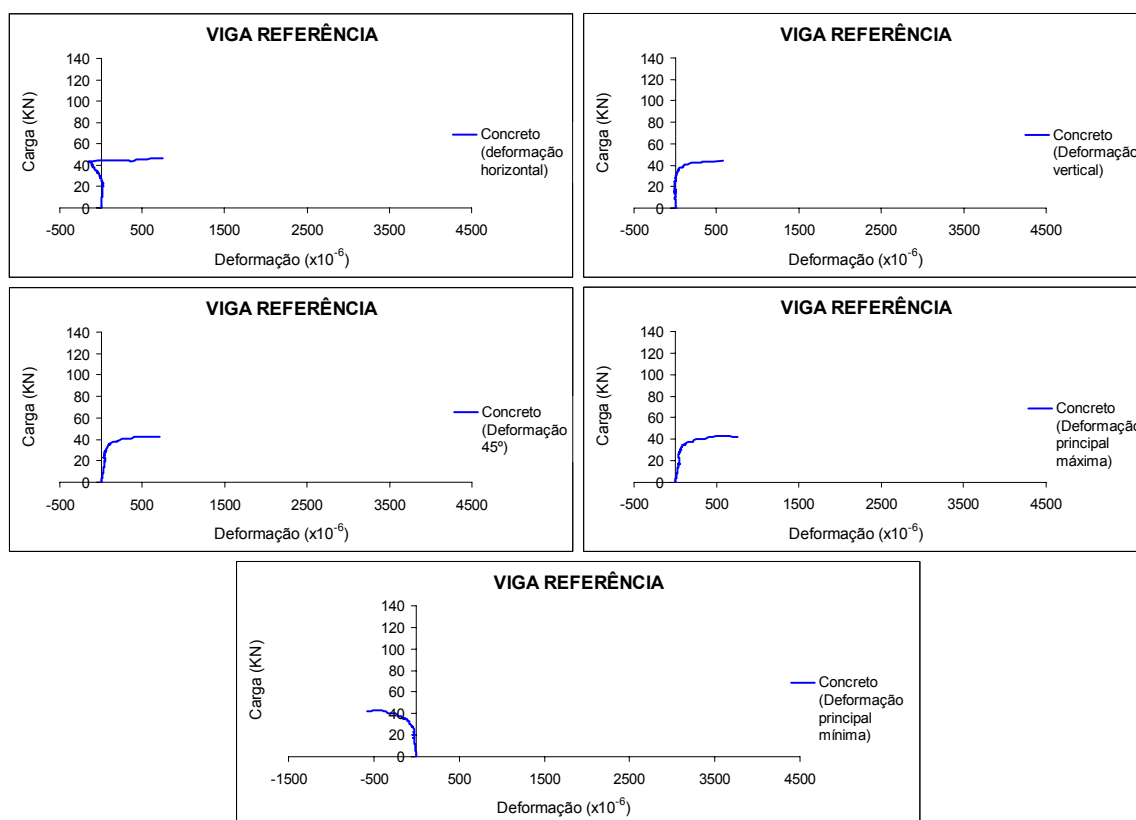 VIGA REFERÊNCIA
140
120
100
80
60
40
20
0
-500 500 1500 2500 3500 4500
Carga (KN)
Deformação (x10-6)
Concreto
(deformação
horizontal)
VIGA REFERÊNCIA
140
120
100
80
60
40
20
0
-500 500 1500 2500 3500 4500
Carga (KN)
Deformação (x10-6)
Concreto
(Deformação
vertical)
VIGA REFERÊNCIA
140
120
100
80
60
40
20
0
-500 500 1500 2500 3500 4500
Carga (KN)
Deformação (x10-6)
Concreto
(Deformação
45º)
VIGA REFERÊNCIA
140
120
100
80
60
40
20
0
-500 500 1500 2500 3500 4500
Carga (KN)
Deformação (x10-6)
Concreto
(Deformação
principal
máxima)
VIGA REFERÊNCIA
140
120
100
80
60
40
20
0
-1500 -500 500 1500 2500 3500 4500
Carga (KN)
Deformação (x10-6)
Concreto
(Deformação
principal
mínima)